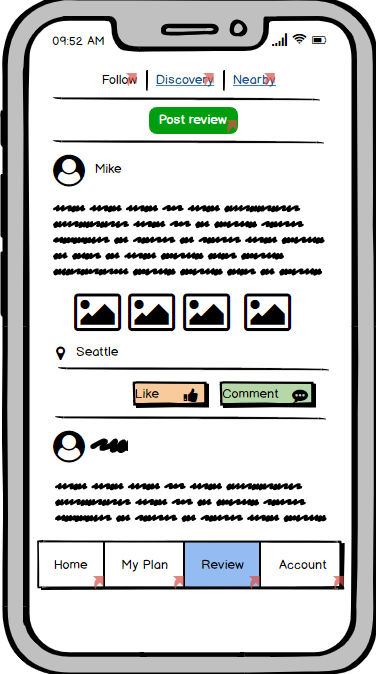 09:52 AM
Follow Discovery Nearby
Post review
Mike
Seattle
Like Comment
Home My Plan Review Account